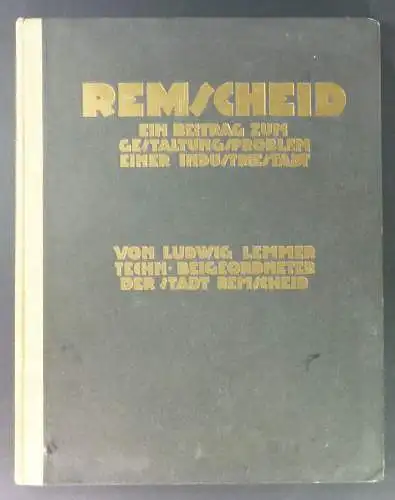 REMSCHEID
EIN BEITRAG ZUM
GESTALTUNGSPROBLEM
EINER INDUSTRIESTADT
VON LUDWIG LEMMER
TECHN· BEIGEORDNETER
DER STADT REMSCHEID